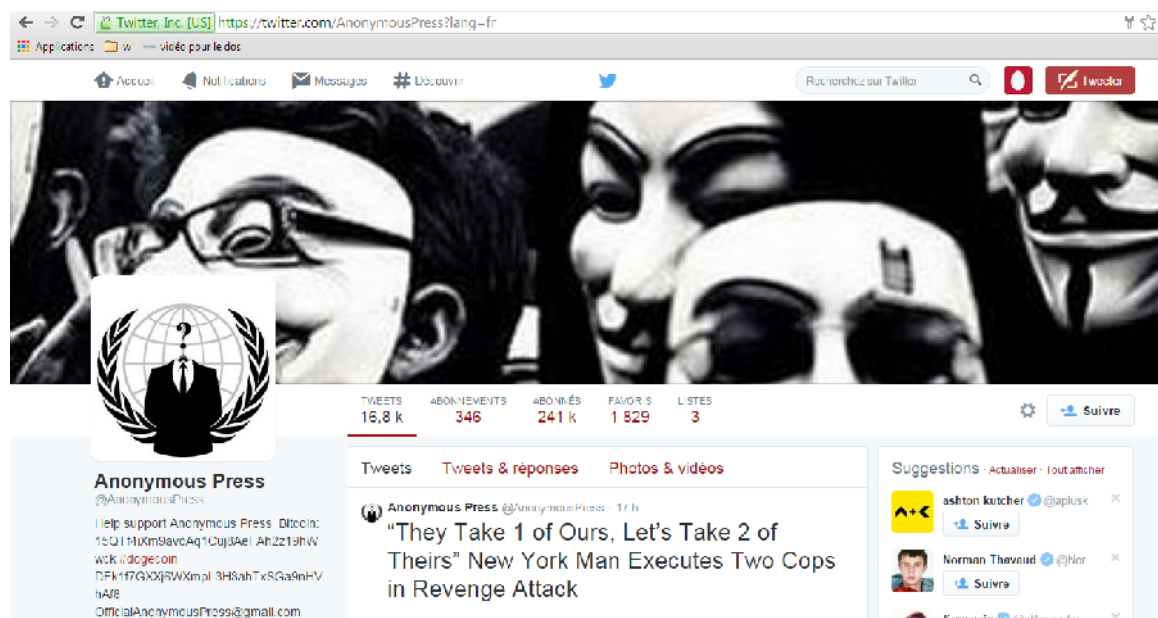 Twitter, Inc. [US] https://twitter.com/AnonymousPress?lang=fr
Applications w vidéo pour le dos
Accueil Notifications Messages # Découvrir Recherchez sur Twitter Tweeter
TWEETS ABONNEMENTS ABONNÉS FAVORIS LISTES
16,8 k 346 241 k 1 829 3
Suivre
Tweets Tweets & réponses Photos & vidéos
Suggestions · Actualiser · Tout afficher
Anonymous Press
@AnonymousPress
Help support Anonymous Press Bitcoin:
wck #dogecoin
OfficialAnonymousPress@gmail.com
Anonymous Press @AnonymousPress · 17 h
“They Take 1 of Ours, Let’s Take 2 of
Theirs” New York Man Executes Two Cops
in Revenge Attack
ashton kutcher @aplusk
A+K
Suivre
Norman Thavaud @Nor
Suivre